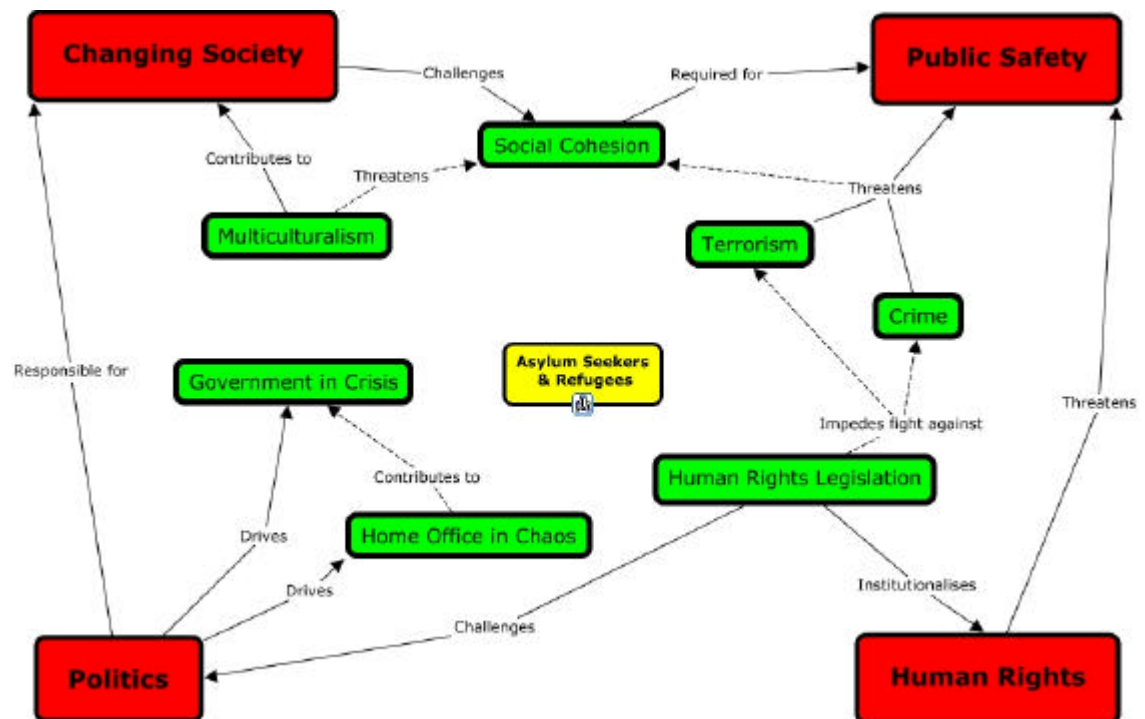 Changing Society
Public Safety
Challenges
Required for
Social Cohesion
Contributes to
Threatens
Threatens
Multiculturalism
Terrorism
Crime
Asylum Seekers
& Refugees
Responsible for
Government in Crisis
Threatens
Impedes fight against
Contributes to
Human Rights Legislation
Drives
Home Office in Chaos
Drives
Institutionalises
Challenges
Politics
Human Rights